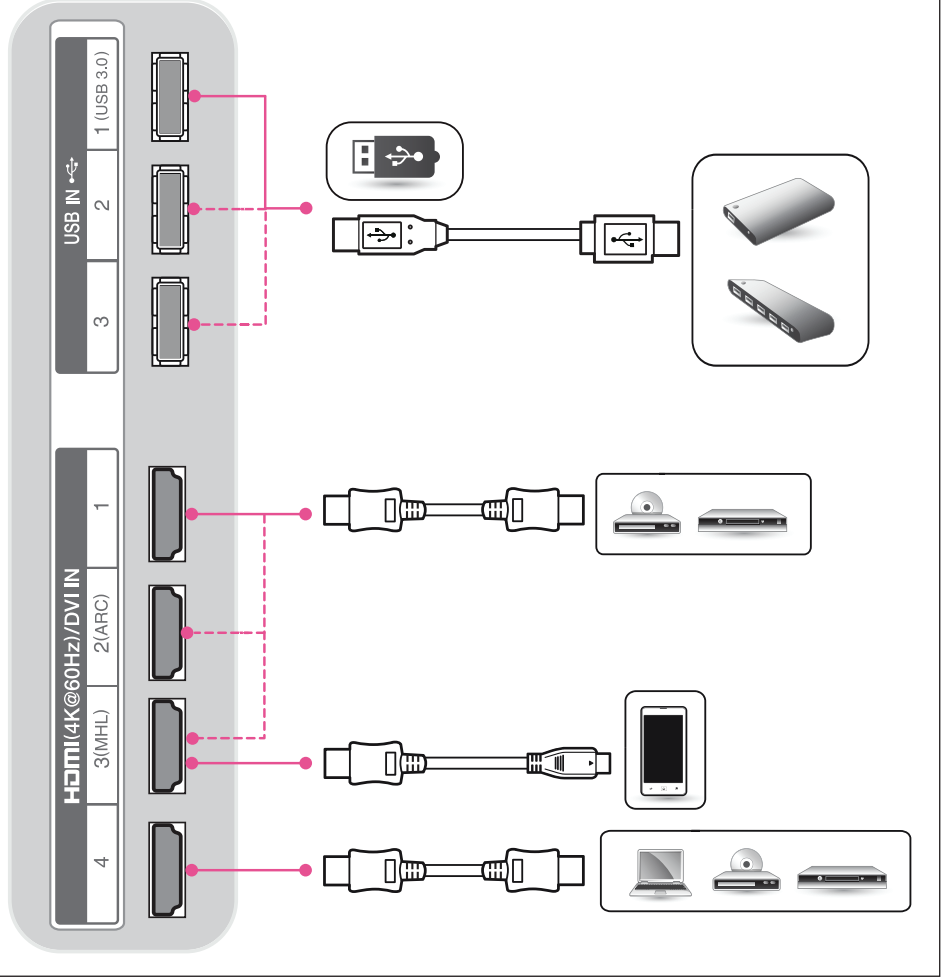 USB IN
1 (USB 3.0)
2
3
HDMI(4K@60Hz)/DVI IN
1
2(ARC)
3(MHL)
4